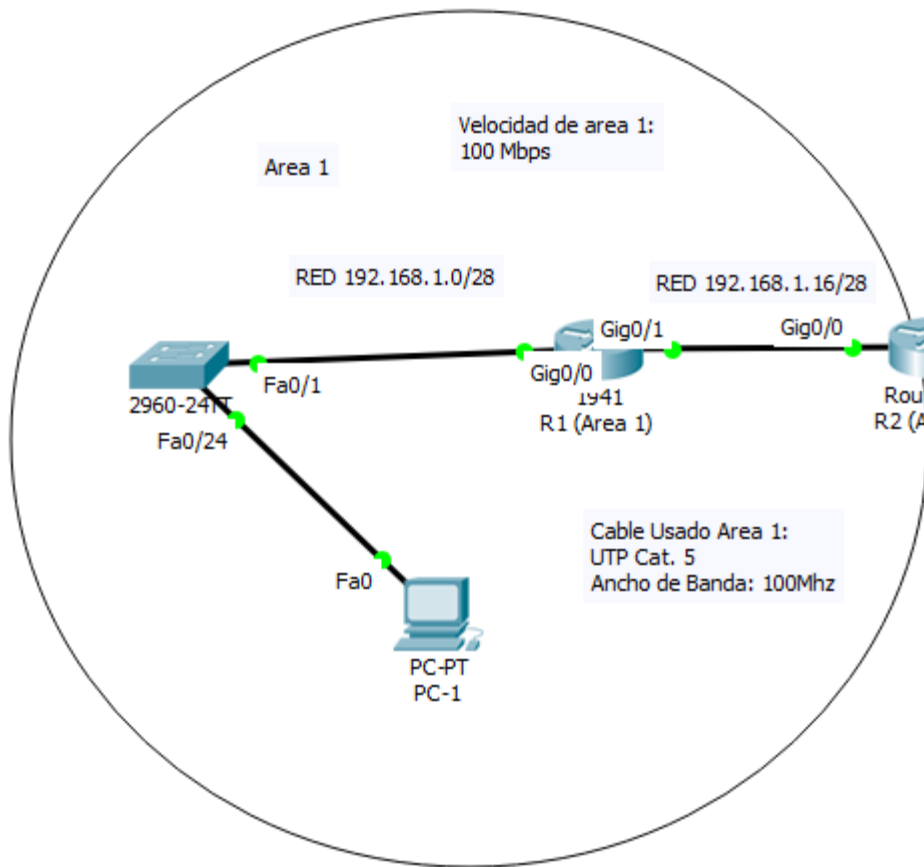 Velocidad de area 1:
100 Mbps
Area 1
RED 192.168.1.0/28
RED 192.168.1.16/28
Gig0/1
Gig0/0
Fa0/1
Gig0/0
2960-24TT
1941
R1 (Area 1)
Rou
R2 (A
Fa0/24
Cable Usado Area 1:
UTP Cat. 5
Ancho de Banda: 100Mhz
Fa0
PC-PT
PC-1